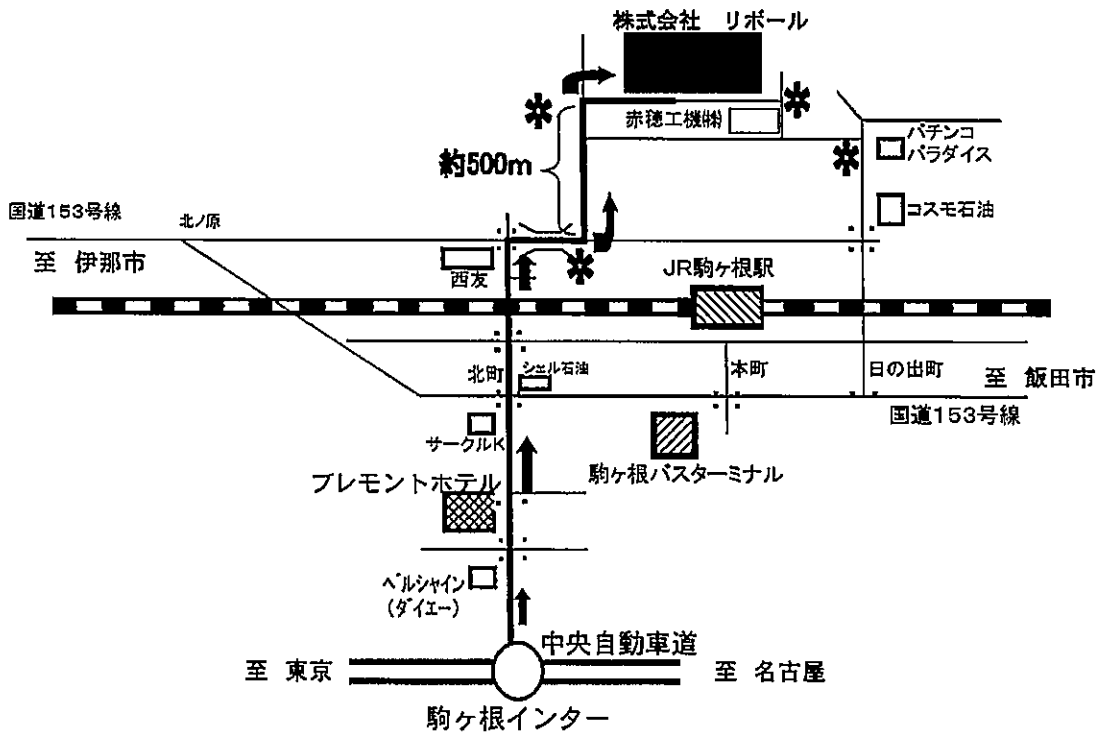 株式会社 リボール
赤穂工機㈱
パチンコ
パラダイス
約500m
コスモ石油
国道153号線
北ノ原
至 伊那市
西友
JR駒ヶ根駅
北町
シェル石油
本町
日の出町
至 飯田市
国道153号線
サークルK
駒ヶ根バスターミナル
プレモントホテル
ベルシャイン
(ダイエー)
中央自動車道
至 東京
至 名古屋
駒ヶ根インター